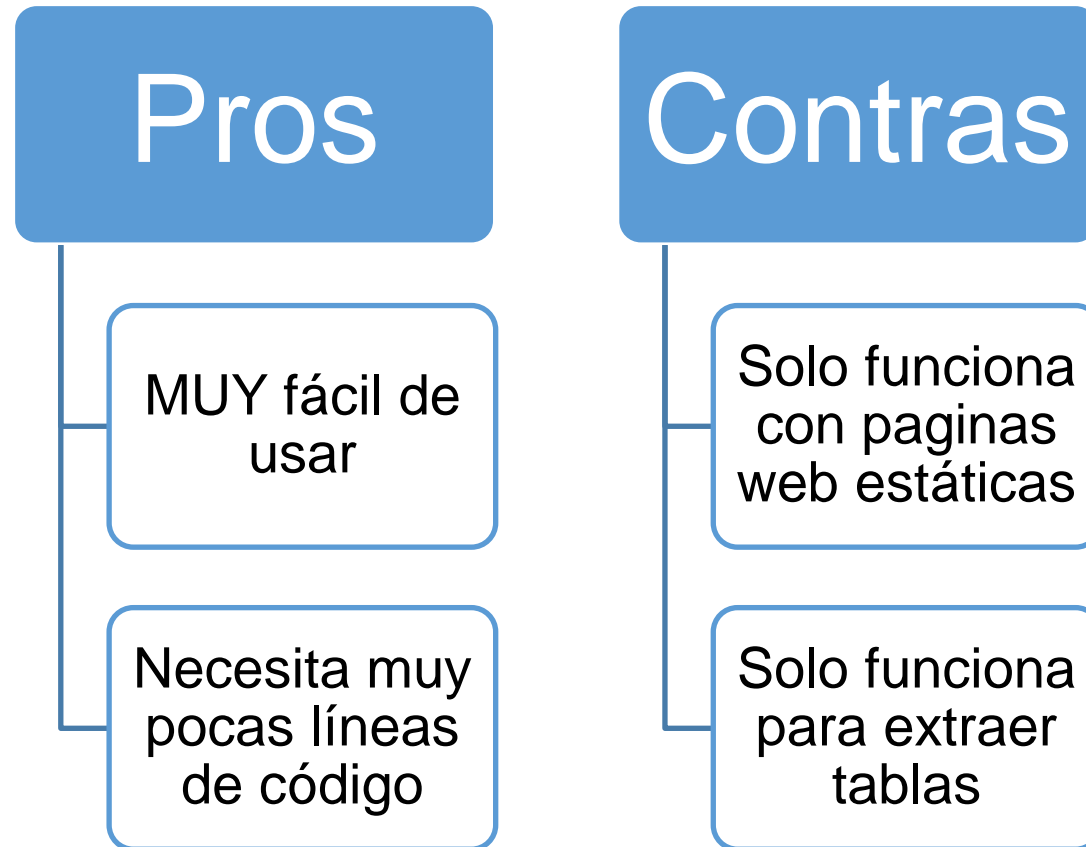 Pros
MUY fácil de
usar
Necesita muy
pocas líneas
de código
Contras
Solo funciona
con paginas
web estáticas
Solo funciona
para extraer
tablas